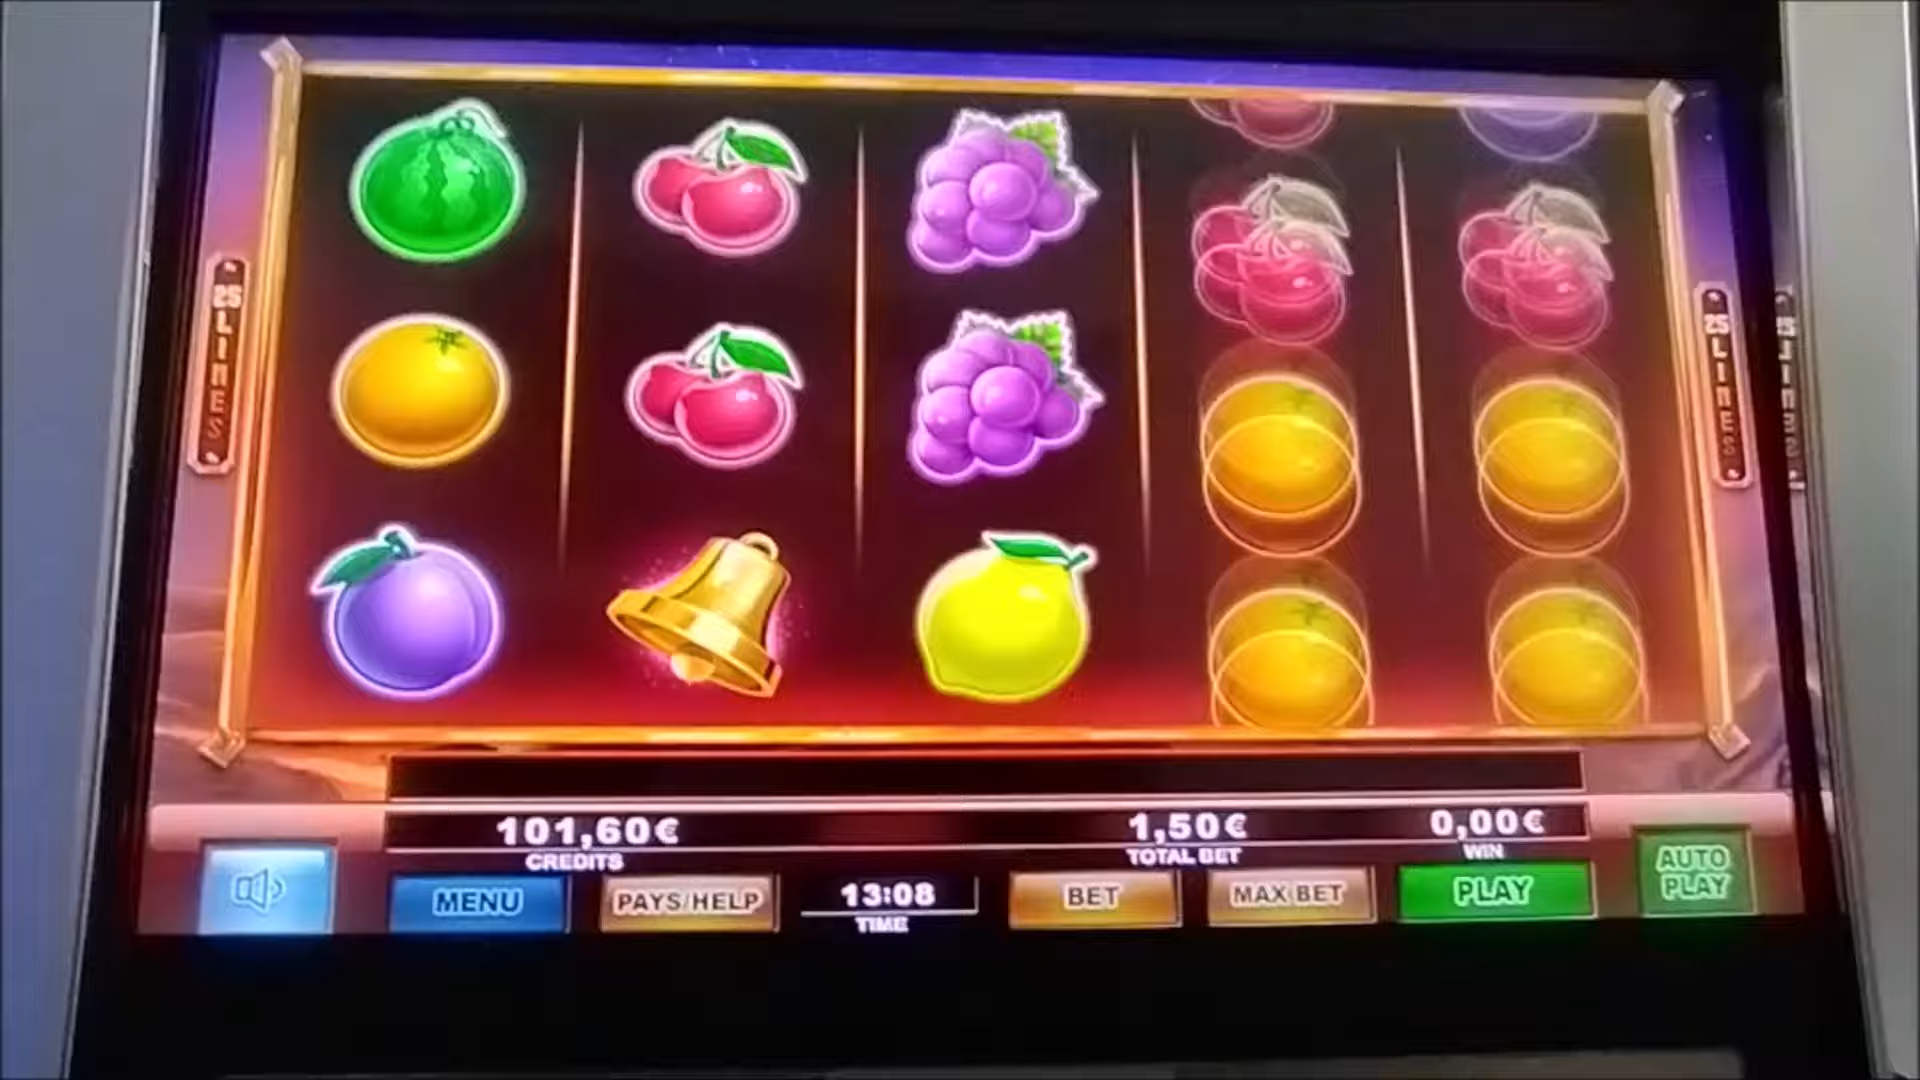 25 LINES
25 LINES
101,60€
CREDITS
1,50€
TOTAL BET
0,00€
WIN
MENU
PAYS/HELP
13:08
TIME
BET
MAX BET
PLAY
AUTO
PLAY